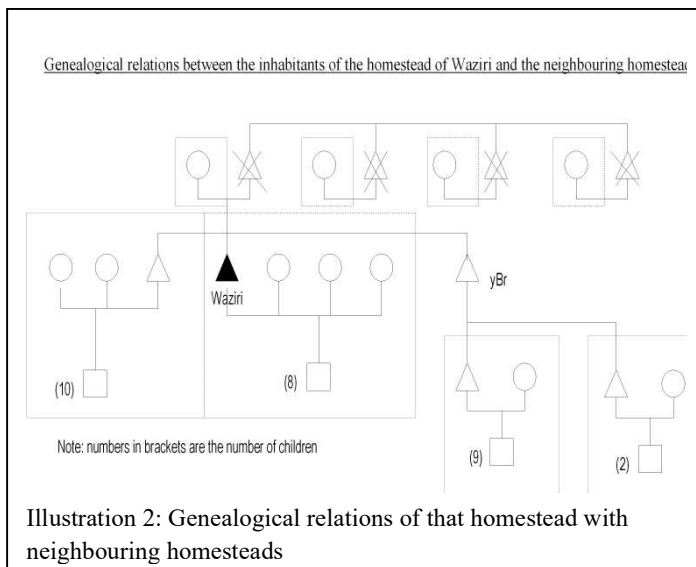 Genealogical relations between the inhabitants of the homestead of Waziri and the neighbouring homestead
Waziri
yBr
(10)
(8)
(9)
(2)
Note: numbers in brackets are the number of children
Illustration 2: Genealogical relations of that homestead with
neighbouring homesteads